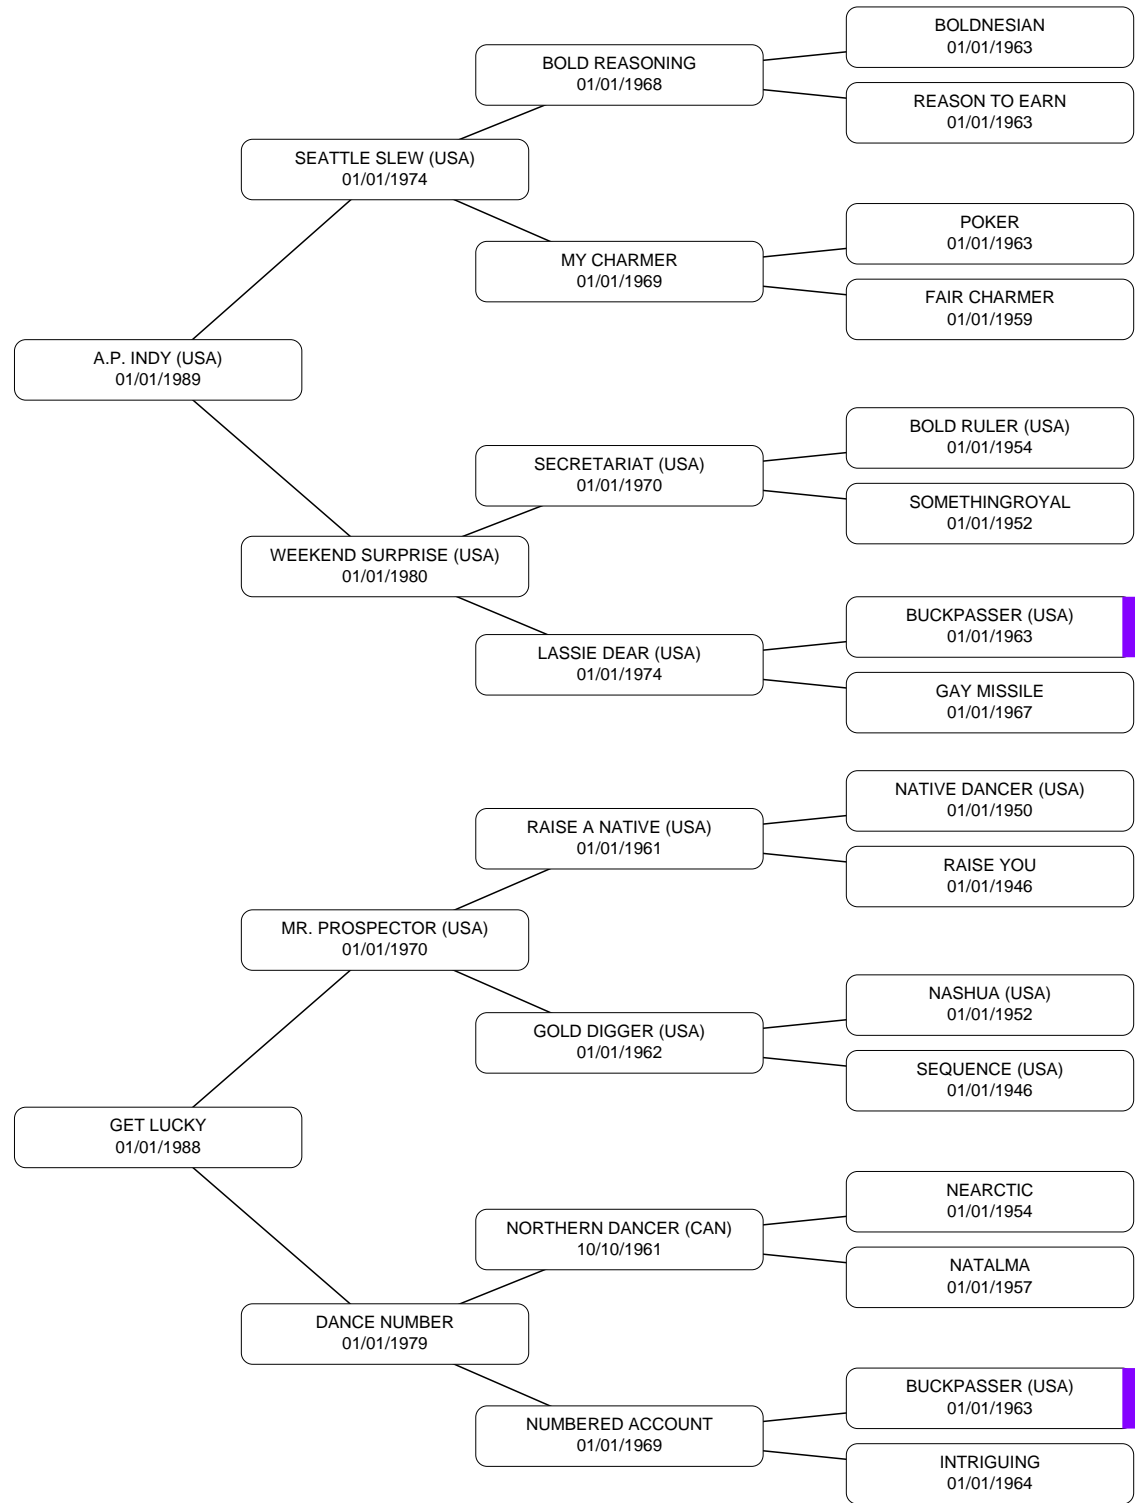 BOLDNESIAN
01/01/1963
BOLD REASONING
01/01/1968
REASON TO EARN
01/01/1963
SEATTLE SLEW (USA)
01/01/1974
POKER
01/01/1963
MY CHARMER
01/01/1969
FAIR CHARMER
01/01/1959
A.P. INDY (USA)
01/01/1989
BOLD RULER (USA)
01/01/1954
SECRETARIAT (USA)
01/01/1970
SOMETHINGROYAL
01/01/1952
WEEKEND SURPRISE (USA)
01/01/1980
BUCKPASSER (USA)
01/01/1963
LASSIE DEAR (USA)
01/01/1974
GAY MISSILE
01/01/1967
NATIVE DANCER (USA)
01/01/1950
RAISE A NATIVE (USA)
01/01/1961
RAISE YOU
01/01/1946
MR. PROSPECTOR (USA)
01/01/1970
NASHUA (USA)
01/01/1952
GOLD DIGGER (USA)
01/01/1962
SEQUENCE (USA)
01/01/1946
GET LUCKY
01/01/1988
NEARCTIC
01/01/1954
NORTHERN DANCER (CAN)
10/10/1961
NATALMA
01/01/1957
DANCE NUMBER
01/01/1979
BUCKPASSER (USA)
01/01/1963
NUMBERED ACCOUNT
01/01/1969
INTRIGUING
01/01/1964